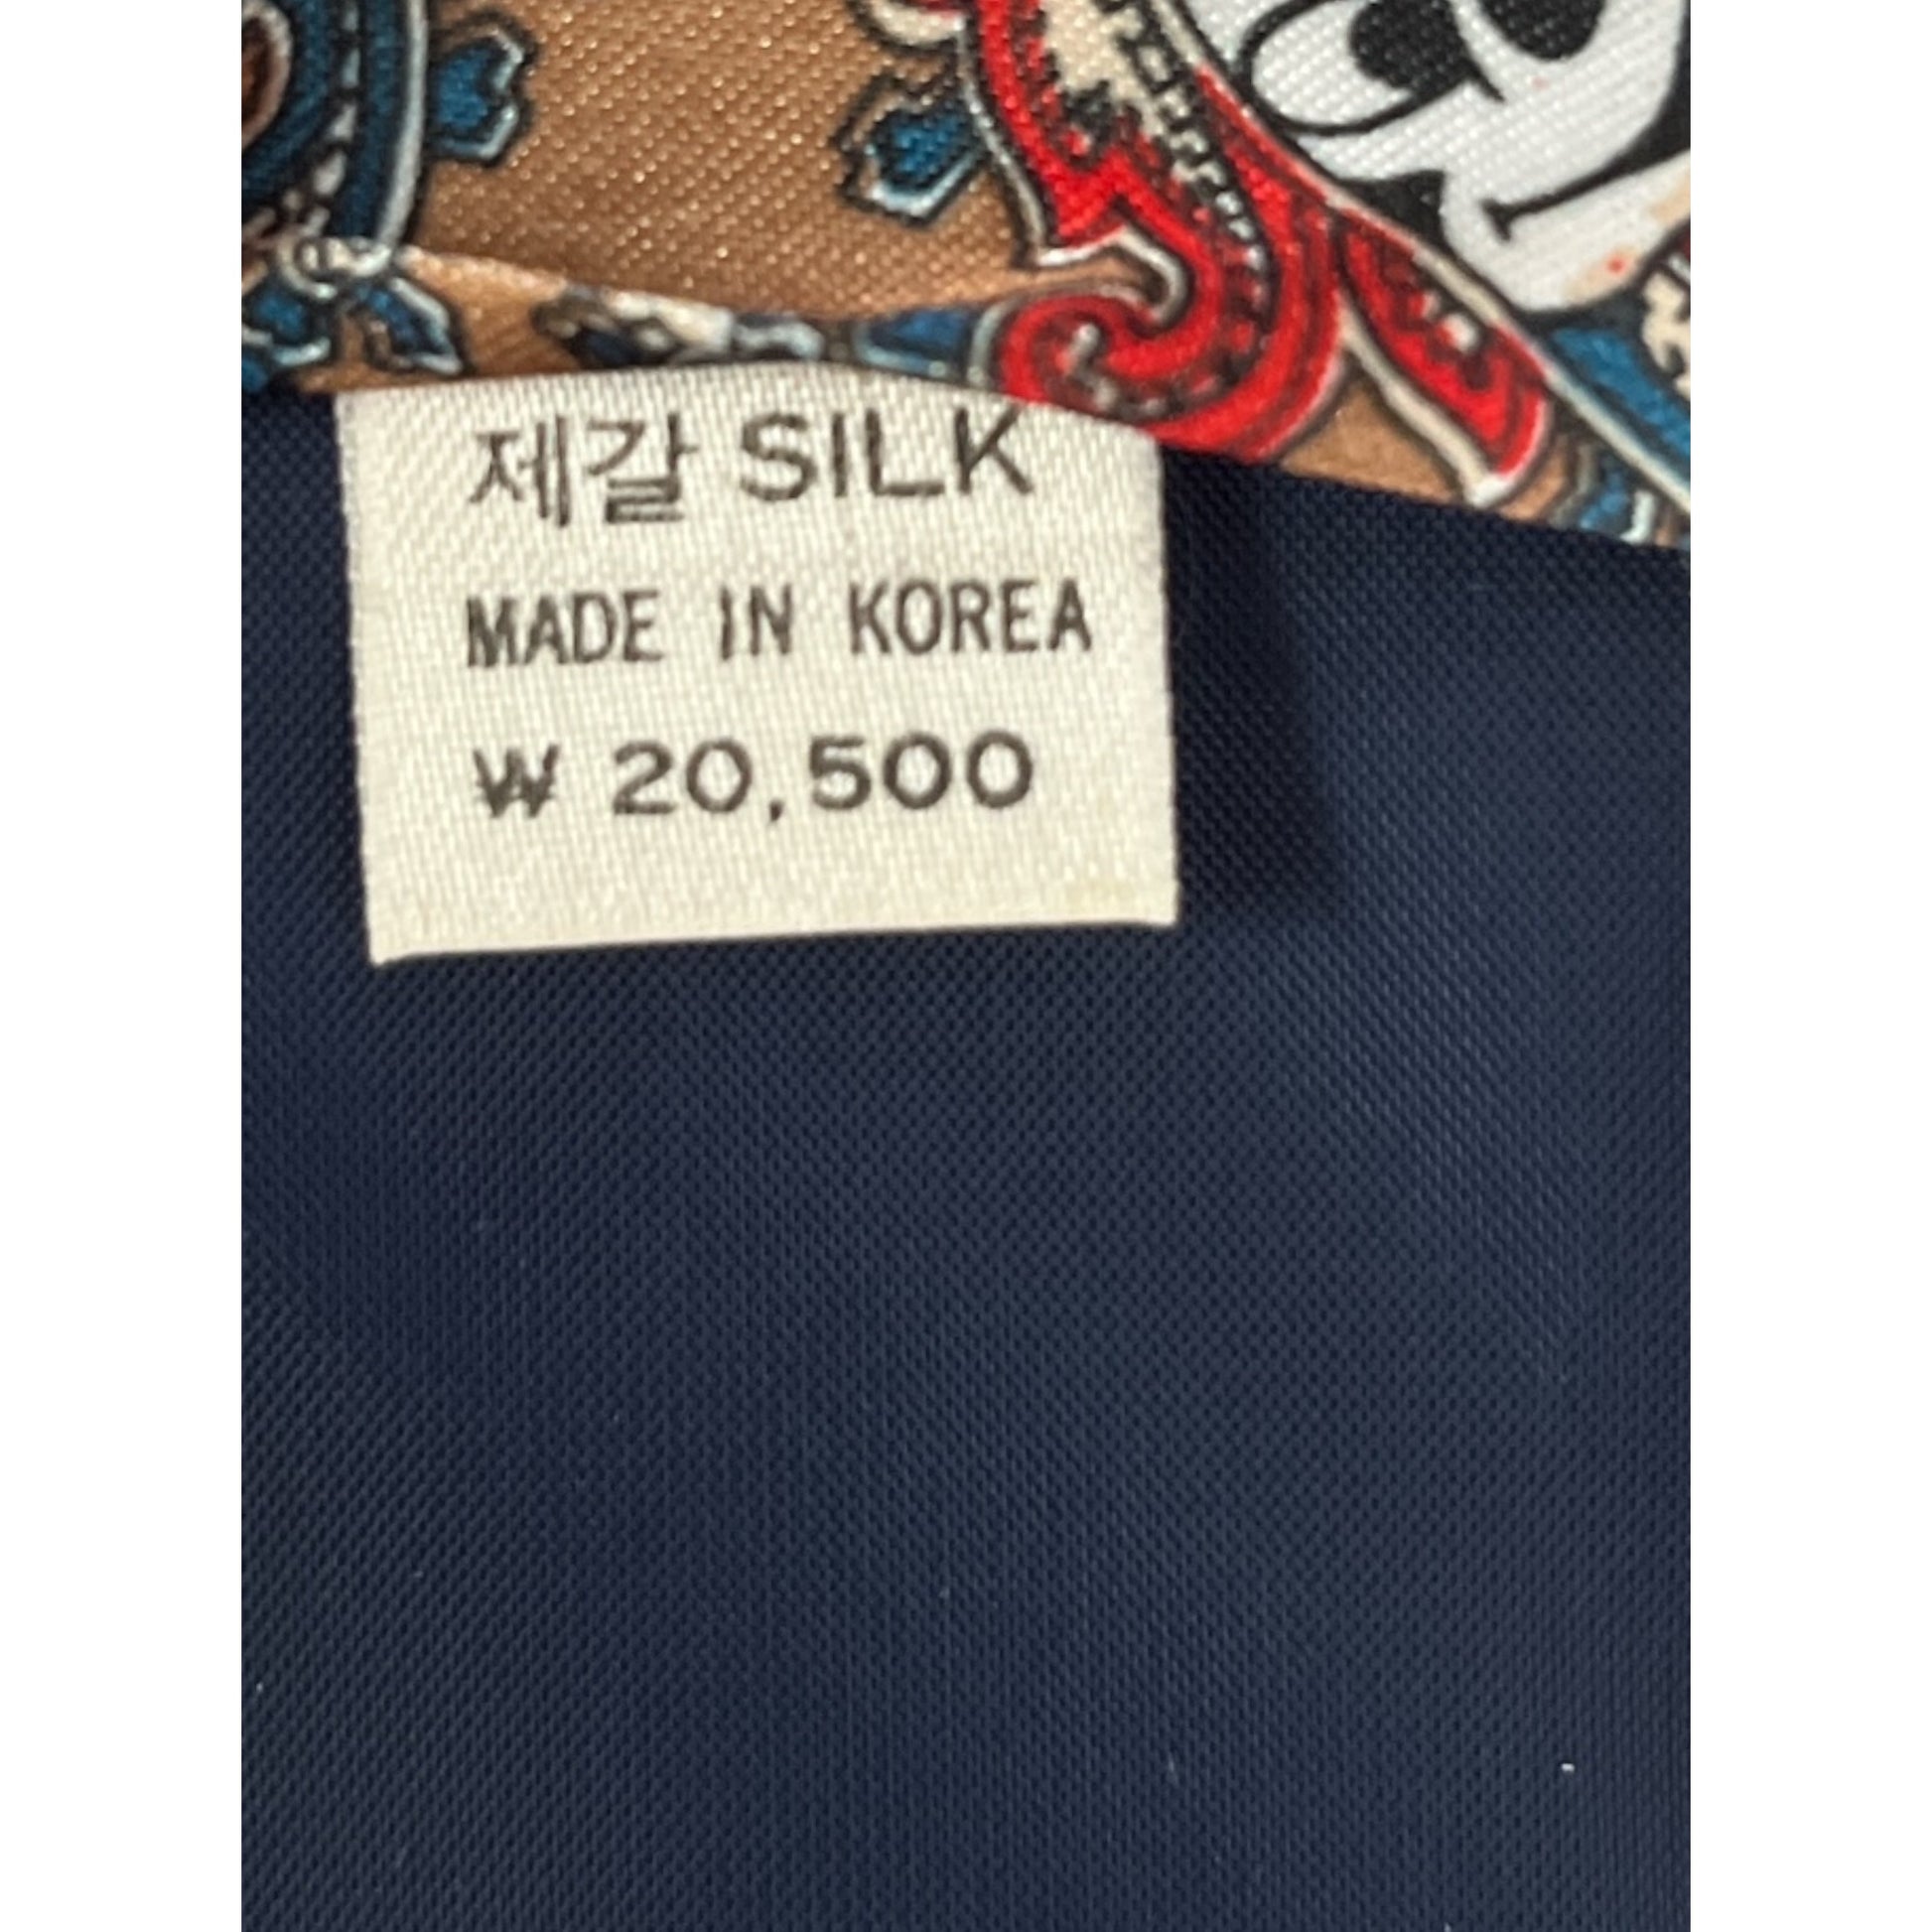 제갈 SILK
MADE IN KOREA
₩ 20,500